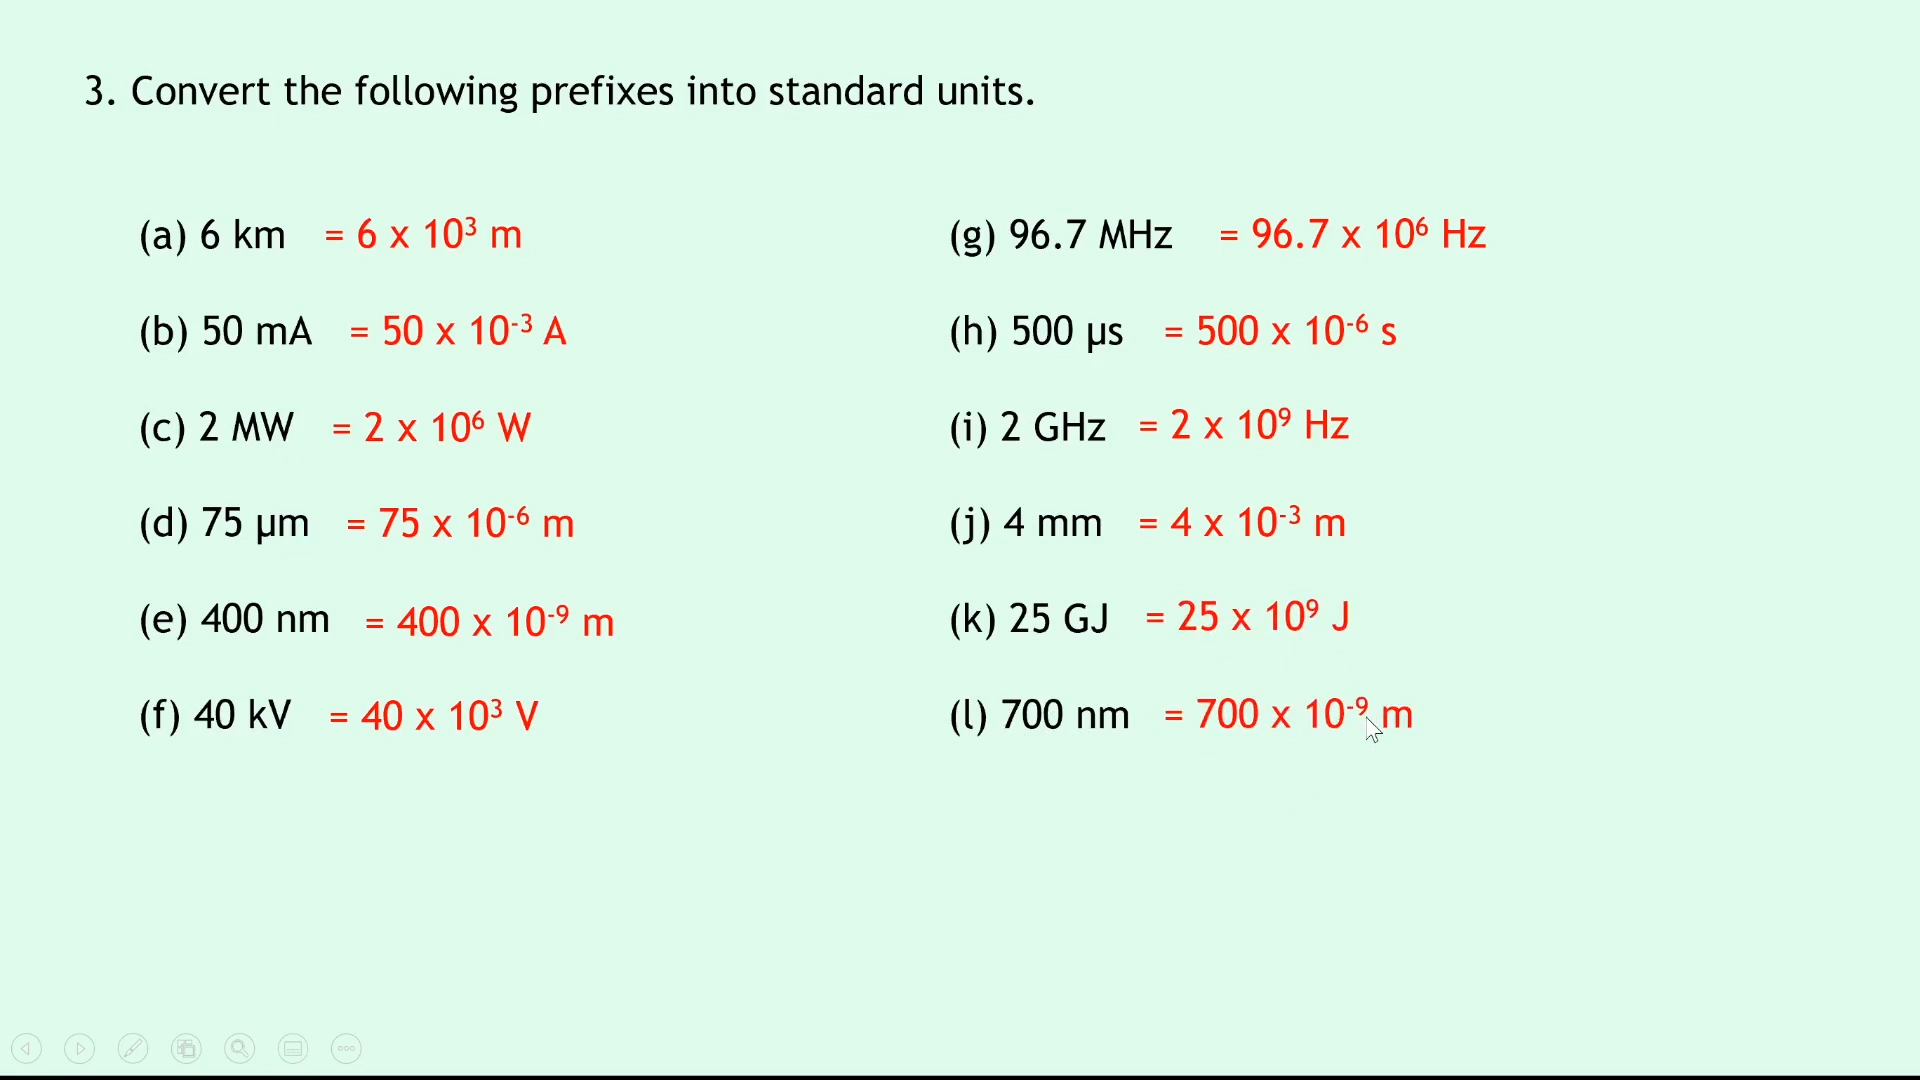 3. Convert the following prefixes into standard units.
(a) 6 km = 6 x 10³ m
(b) 50 mA = 50 x 10⁻³ A
(c) 2 MW = 2 x 10⁶ W
(d) 75 µm = 75 x 10⁻⁶ m
(e) 400 nm = 400 x 10⁻⁹ m
(f) 40 kV = 40 x 10³ V
(g) 96.7 MHz = 96.7 x 10⁶ Hz
(h) 500 µs = 500 x 10⁻⁶ s
(i) 2 GHz = 2 x 10⁹ Hz
(j) 4 mm = 4 x 10⁻³ m
(k) 25 GJ = 25 x 10⁹ J
(l) 700 nm = 700 x 10⁻⁹ m